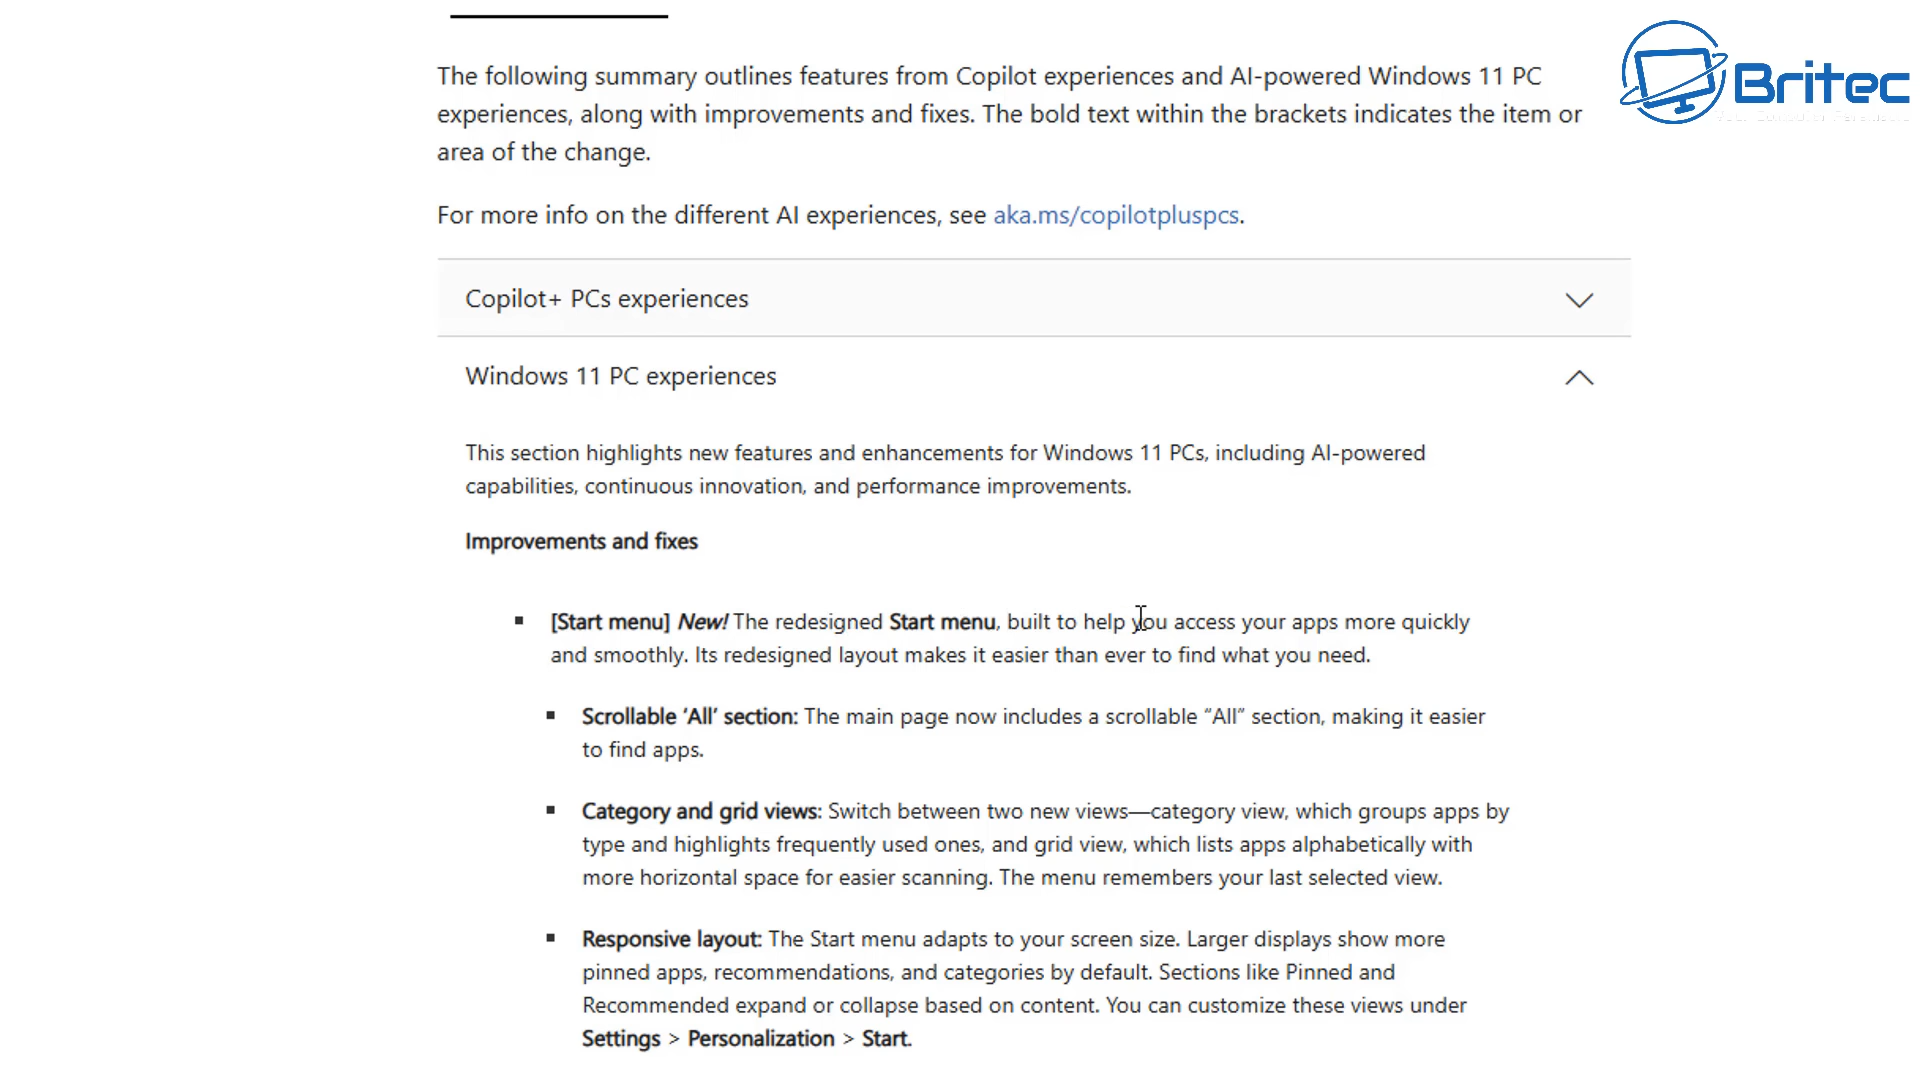 Britec
The following summary outlines features from Copilot experiences and AI-powered Windows 11 PC
experiences, along with improvements and fixes. The bold text within the brackets indicates the item or
area of the change.
For more info on the different AI experiences, see aka.ms/copilotpluspcs.
Copilot+ PCs experiences
Windows 11 PC experiences
This section highlights new features and enhancements for Windows 11 PCs, including AI-powered
capabilities, continuous innovation, and performance improvements.
Improvements and fixes
[Start menu] New! The redesigned Start menu, built to help you access your apps more quickly
and smoothly. Its redesigned layout makes it easier than ever to find what you need.
Scrollable ‘All’ section: The main page now includes a scrollable “All” section, making it easier
to find apps.
Category and grid views: Switch between two new views—category view, which groups apps by
type and highlights frequently used ones, and grid view, which lists apps alphabetically with
more horizontal space for easier scanning. The menu remembers your last selected view.
Responsive layout: The Start menu adapts to your screen size. Larger displays show more
pinned apps, recommendations, and categories by default. Sections like Pinned and
Recommended expand or collapse based on content. You can customize these views under
Settings > Personalization > Start.